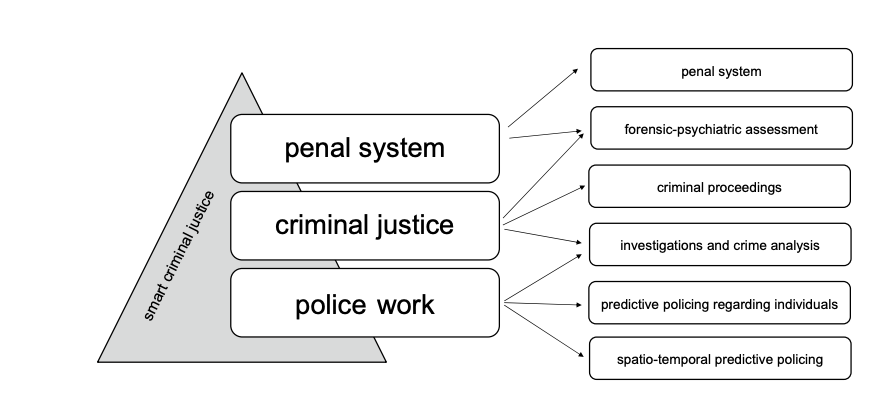 smart criminal justice
penal system
criminal justice
police work
penal system
forensic-psychiatric assessment
criminal proceedings
investigations and crime analysis
predictive policing regarding individuals
spatio-temporal predictive policing